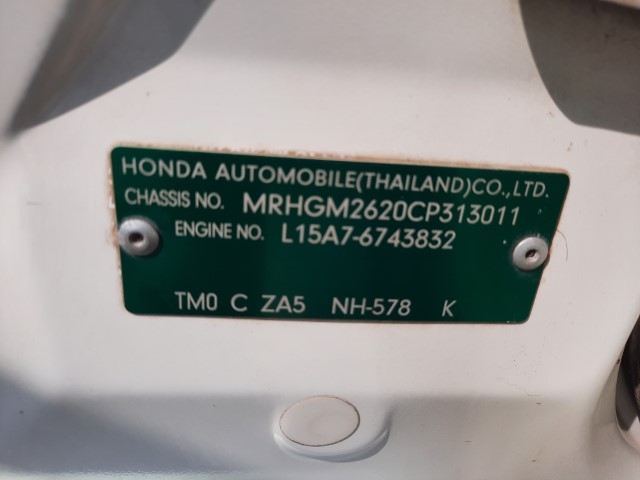 HONDA AUTOMOBILE(THAILAND)CO.,LTD.
CHASSIS NO. MRHGM2620CP313011
ENGINE NO. L15A7-6743832
TM0 C ZA5 NH-578 K